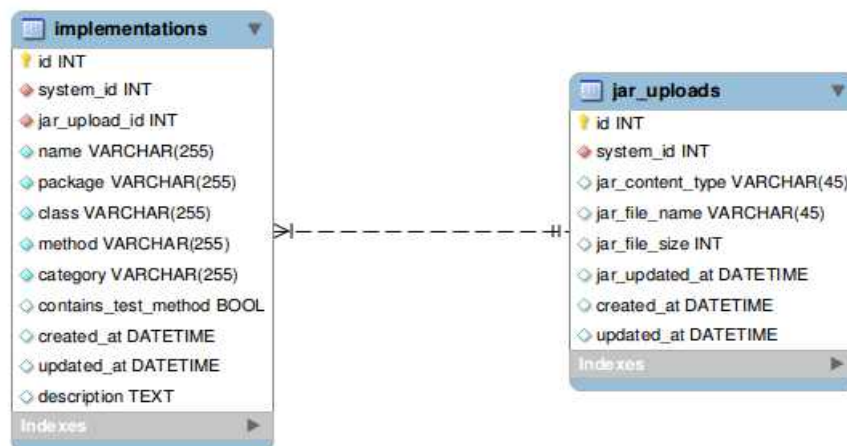 implementations
id INT
system_id INT
jar_upload_id INT
name VARCHAR(255)
package VARCHAR(255)
class VARCHAR(255)
method VARCHAR(255)
category VARCHAR(255)
contains_test_method BOOL
created_at DATETIME
updated_at DATETIME
description TEXT
Indexes
jar_uploads
id INT
system_id INT
jar_content_type VARCHAR(45)
jar_file_name VARCHAR(45)
jar_file_size INT
jar_updated_at DATETIME
created_at DATETIME
updated_at DATETIME
Indexes